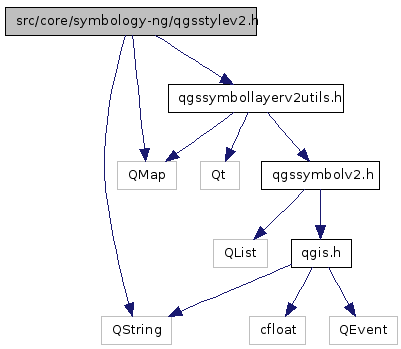 src/core/symbology-ng/qgsstylev2.h
qgssymbollayerv2utils.h
QMap
Qt
qgssymbolv2.h
QList
qgis.h
QString
cfloat
QEvent